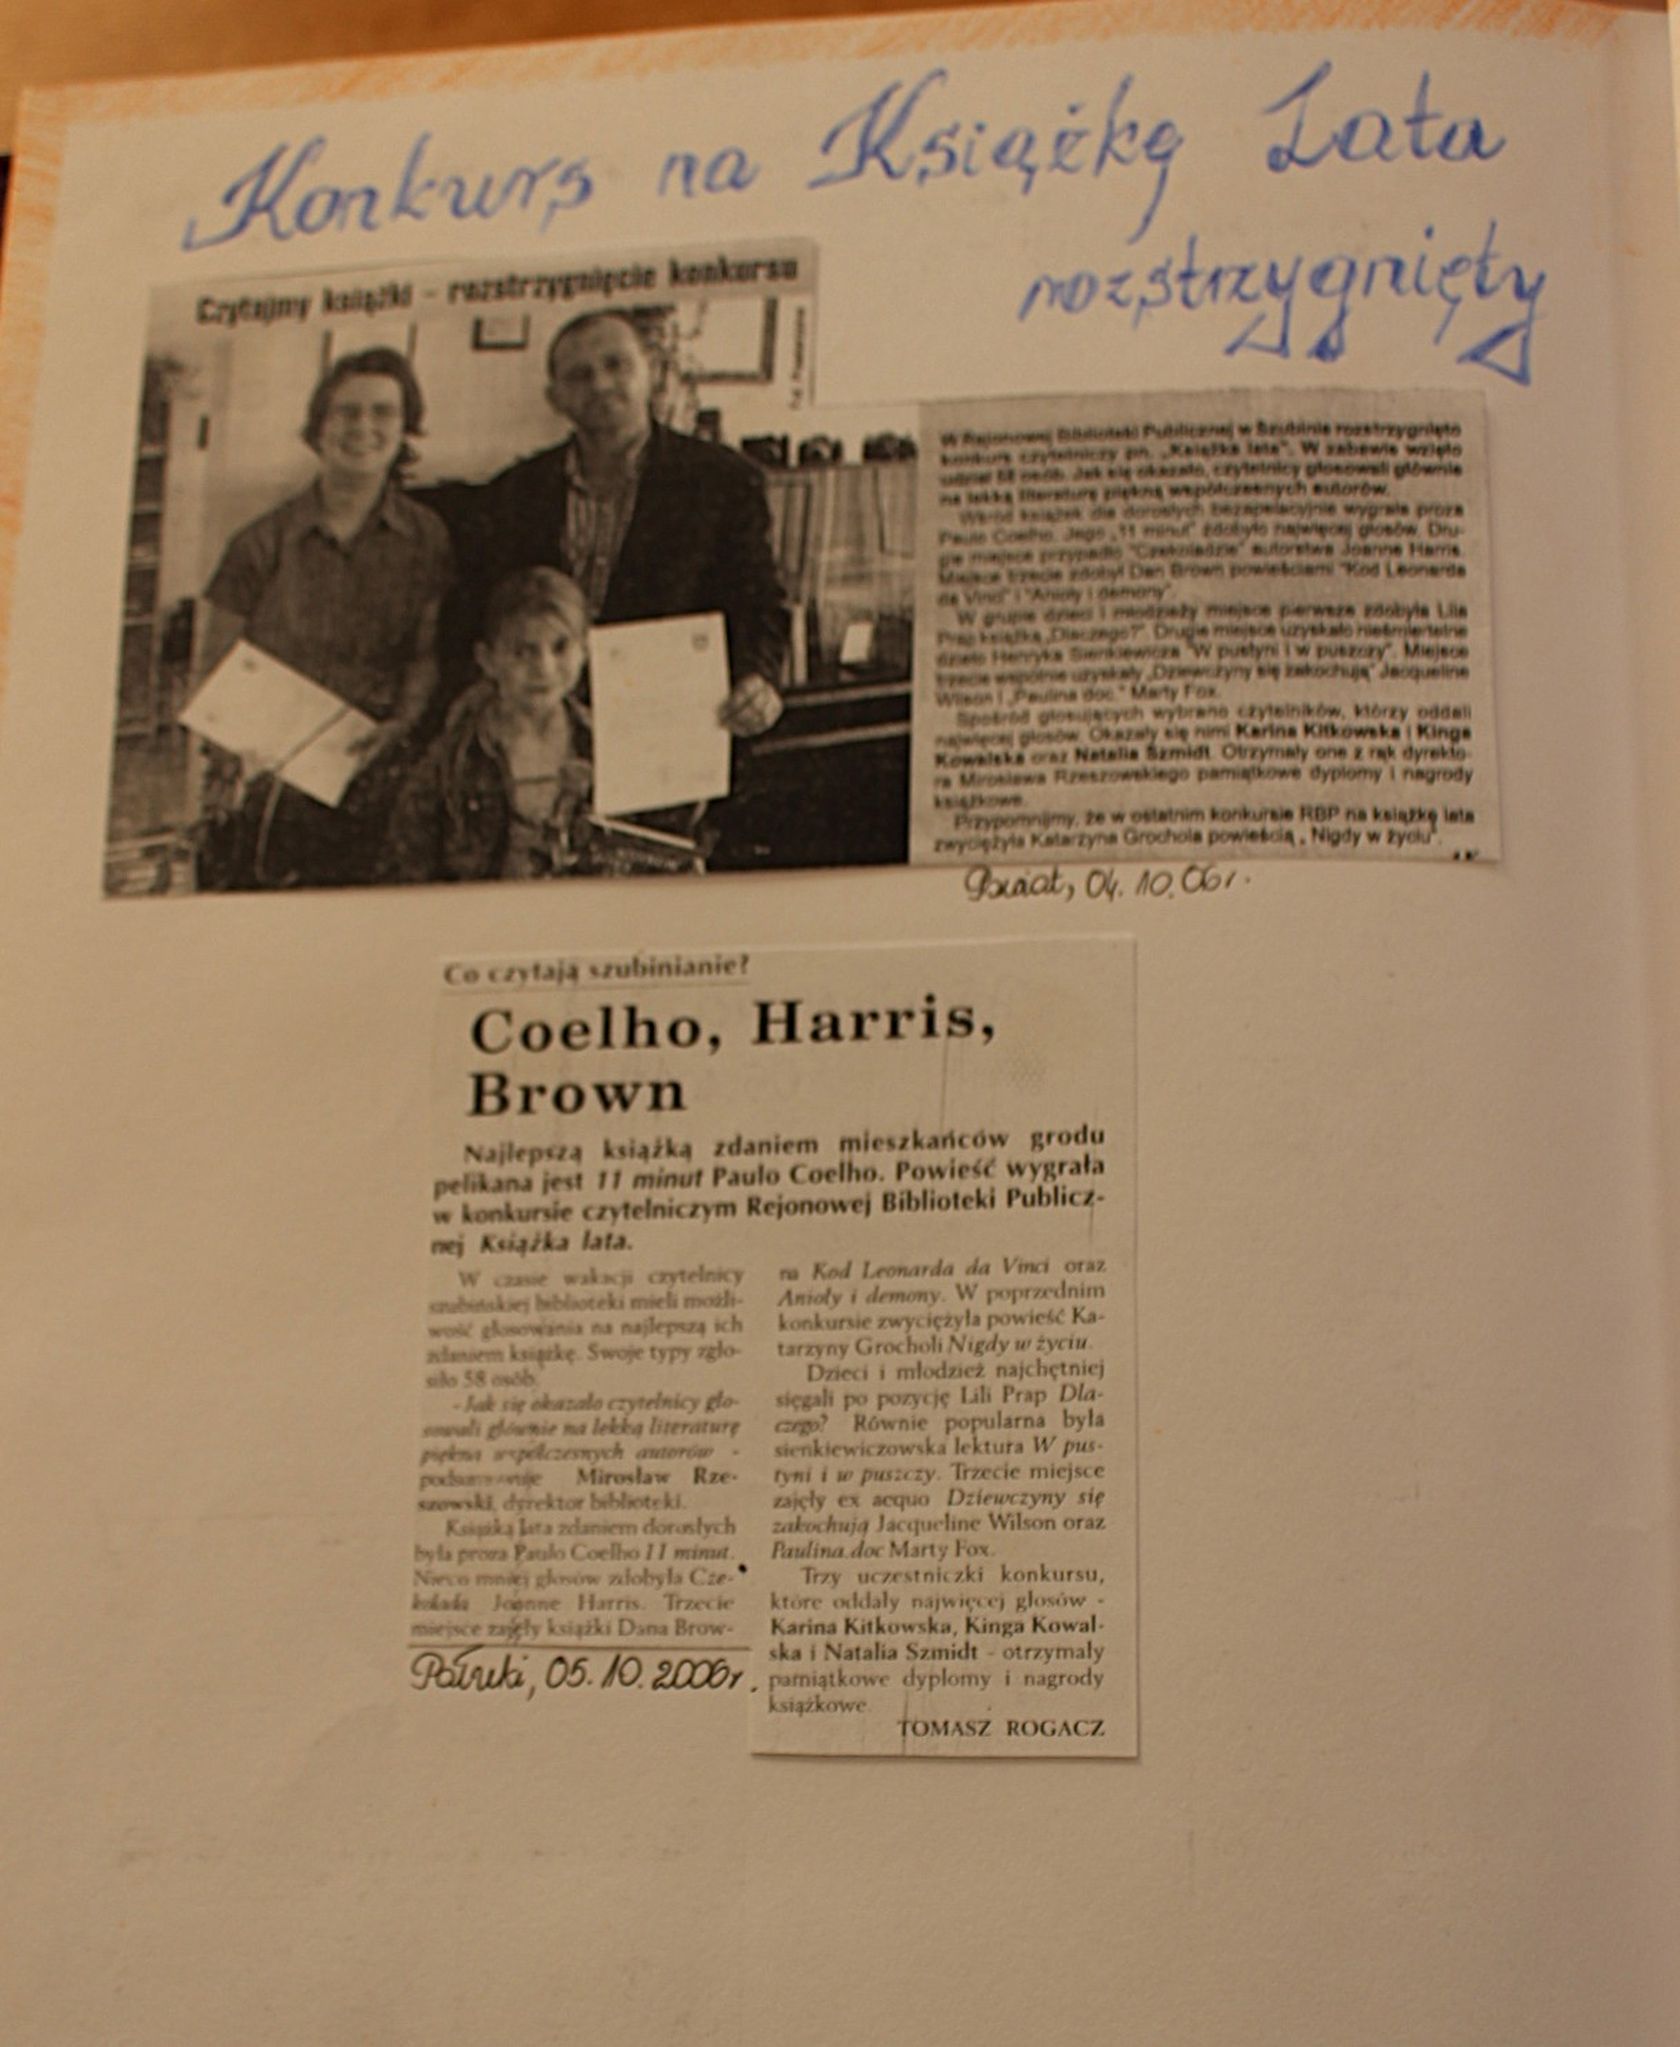 Konkurs na Książkę Lata
rozstrzygnięty
Czytajmy książki - rozstrzygnięcie konkursu
W Rejonowej Bibliotece Publicznej w Szubinie rozstrzygnięto
konkurs czytelniczy pn. „Książka lata". W zabawie wzięło
udział 58 osób. Jak się okazało, czytelnicy głosowali głównie
na lekką literaturę piękną współczesnych autorów.
Wśród książek dla dorosłych bezapelacyjnie wygrała proza
Paulo Coelho. Jego „11 minut" zdobyło najwięcej głosów. Dru-
gie miejsce przypadło "Czekoladzie" autorstwa Joanne Harris.
Miejsce trzecie zdobył Dan Brown powieściami "Kod Leonarda
da Vinci" i "Anioły i demony".
W grupie dzieci i młodzieży miejsce pierwsze zdobyła Lila
Prap książką „Dlaczego?". Drugie miejsce uzyskało nieśmiertelne
dzieło Henryka Sienkiewicza "W pustyni i w puszczy". Miejsce
trzecie wspólnie uzyskały „Dziewczyny się zakochują" Jacqueline
Wilson i „Paulina doc." Marty Fox.
Spośród głosujących wybrano czytelników, którzy oddali
najwięcej głosów. Okazały się nimi Karina Kitkowska i Kinga
Kowalska oraz Natalia Szmidt. Otrzymały one z rąk dyrekto-
ra Mirosława Rzeszowskiego pamiątkowe dyplomy i nagrody
książkowe.
Przypomnijmy, że w ostatnim konkursie RBP na książkę lata
zwyciężyła Katarzyna Grochola powieścią „Nigdy w życiu".
Powiat, 04.10.06r.
Co czytają szubinianie?
Coelho, Harris,
Brown
Najlepszą książką zdaniem mieszkańców grodu
pelikana jest 11 minut Paulo Coelho. Powieść wygrała
w konkursie czytelniczym Rejonowej Biblioteki Publicz-
nej Książka lata.
W czasie wakacji czytelnicy
szubińskiej biblioteki mieli możli-
wość głosowania na najlepszą ich
zdaniem książkę. Swoje typy zgło-
siło 58 osób.
- Jak się okazało czytelnicy gło-
sowali głównie na lekką literaturę
piękną współczesnych autorów -
podsumowuje Mirosław Rze-
szowski, dyrektor biblioteki.
Książką lata zdaniem dorosłych
była proza Paulo Coelho 11 minut.
Nieco mniej głosów zdobyła Cze-
kolada Joanne Harris. Trzecie
miejsce zajęły książki Dana Brow-
Pałuki, 05.10.2006r.
na Kod Leonarda da Vinci oraz
Anioły i demony. W poprzednim
konkursie zwyciężyła powieść Ka-
tarzyny Grocholi Nigdy w życiu.
Dzieci i młodzież najchętniej
sięgali po pozycję Lili Prap Dla-
czego? Równie popularna była
sienkiewiczowska lektura W pus-
tyni i w puszczy. Trzecie miejsce
zajęły ex aequo Dziewczyny się
zakochują Jacqueline Wilson oraz
Paulina.doc Marty Fox.
Trzy uczestniczki konkursu,
które oddały najwięcej głosów -
Karina Kitkowska, Kinga Kowal-
ska i Natalia Szmidt - otrzymały
pamiątkowe dyplomy i nagrody
książkowe.
TOMASZ ROGACZ